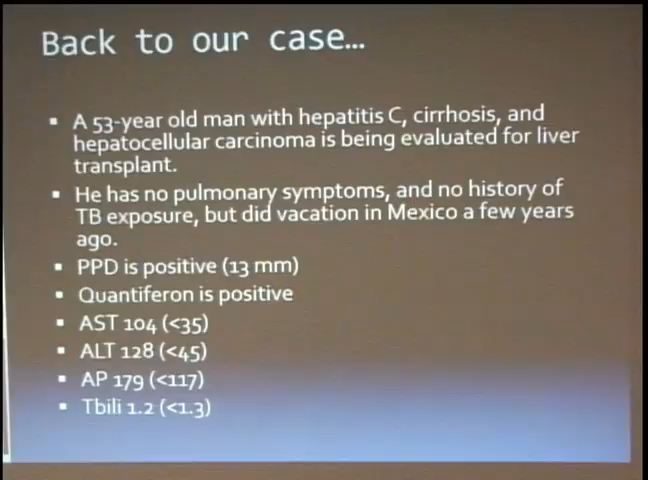 Back to our case…
A 53-year old man with hepatitis C, cirrhosis, and
hepatocellular carcinoma is being evaluated for liver
transplant.
He has no pulmonary symptoms, and no history of
TB exposure, but did vacation in Mexico a few years
ago.
PPD is positive (13 mm)
Quantiferon is positive
AST 104 (<35)
ALT 128 (<45)
AP 179 (<117)
Tbili 1.2 (<1.3)